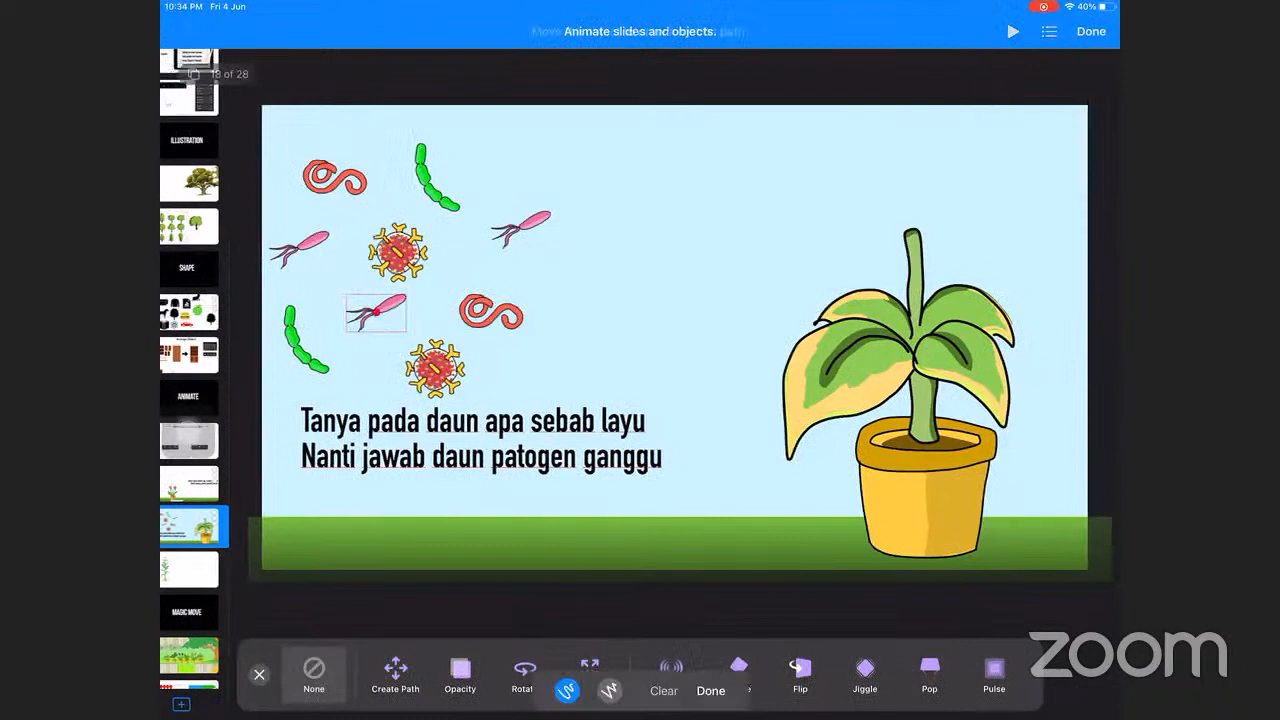 10:34 PM Fri 4 Jun
40%
Animate slides and objects.
Done
18 of 28
ILLUSTRATION
SHAPE
ANIMATE
MAGIC MOVE
Tanya pada daun apa sebab layu
Nanti jawab daun patogen ganggu
None
Create Path
Opacity
Flip
Jiggle
Pop
Pulse
Clear
Done
zoom